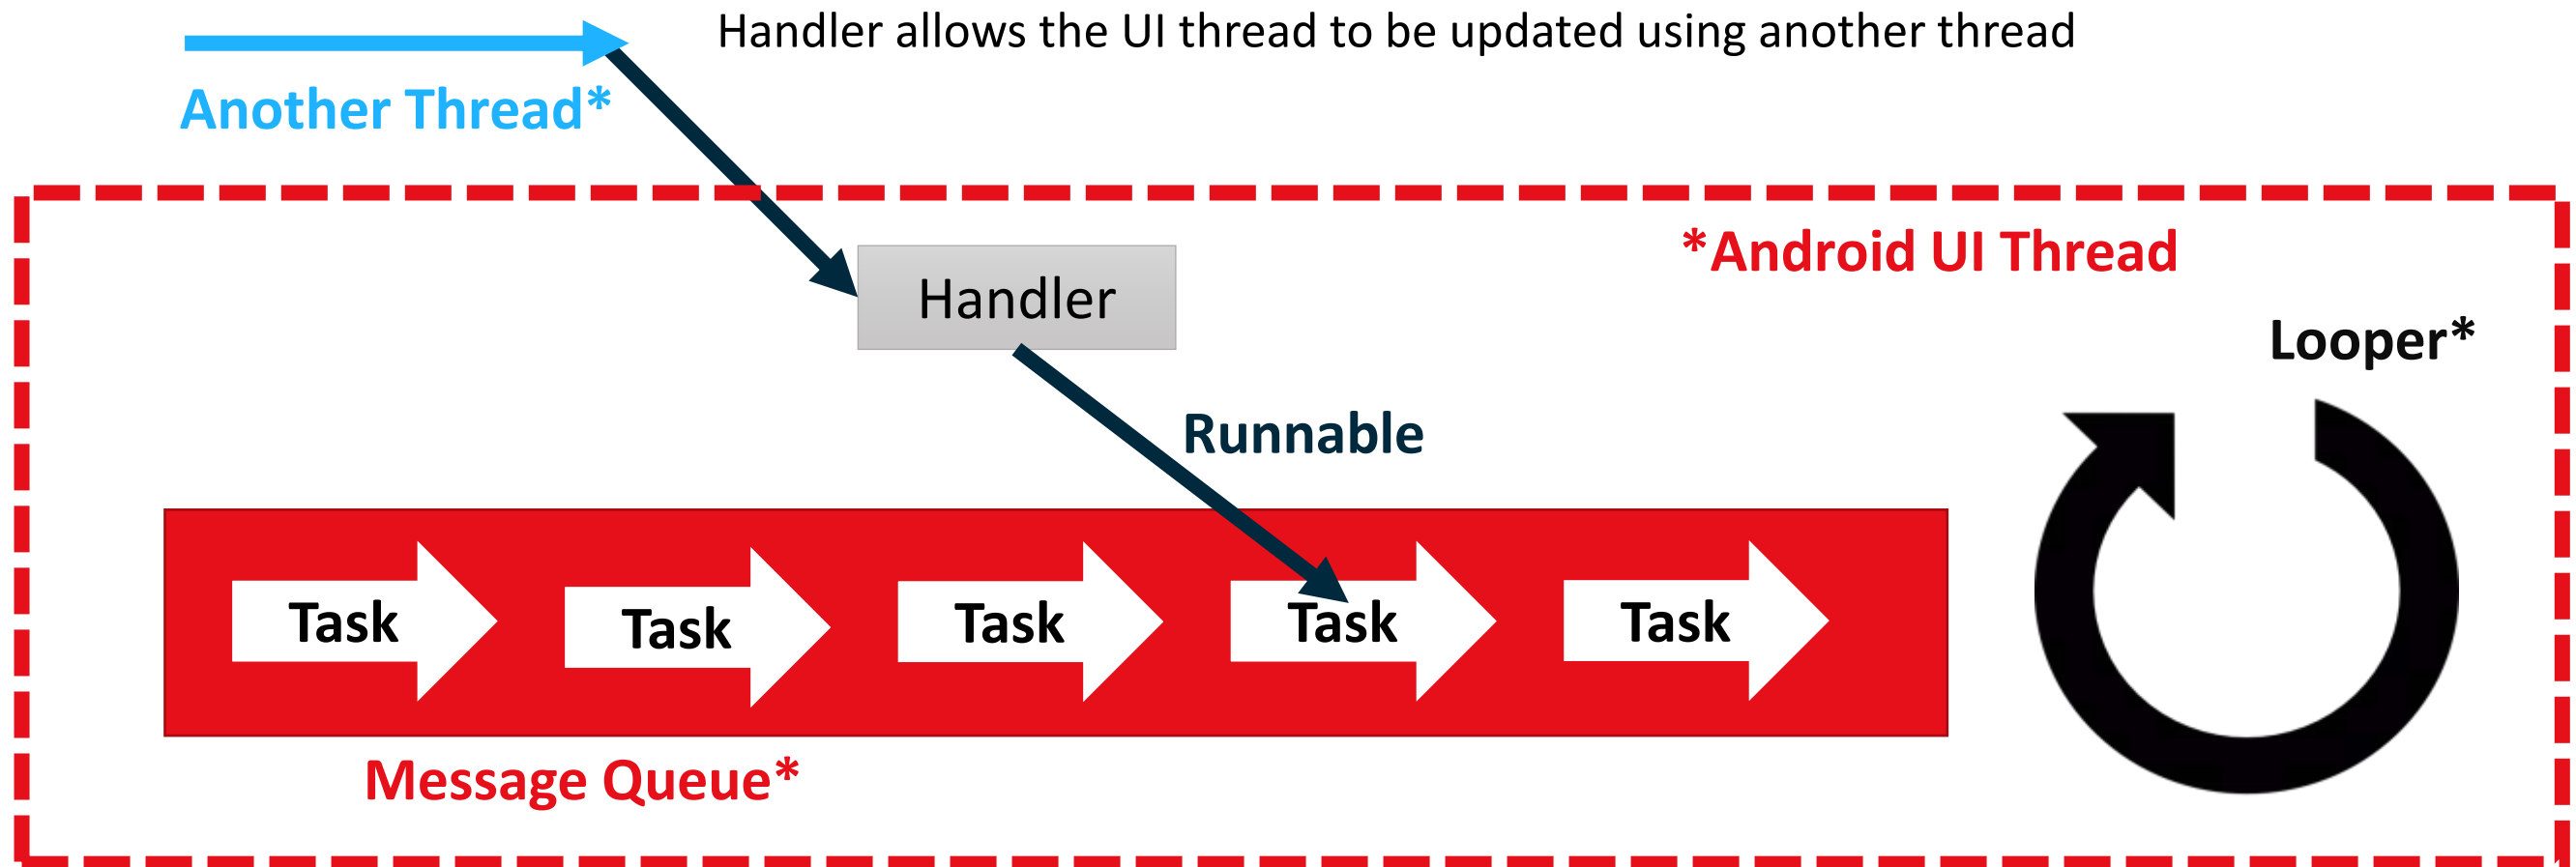 Handler allows the UI thread to be updated using another thread
Another Thread*
*Android UI Thread
Handler
Looper*
Runnable
Task
Task
Task
Task
Task
Message Queue*